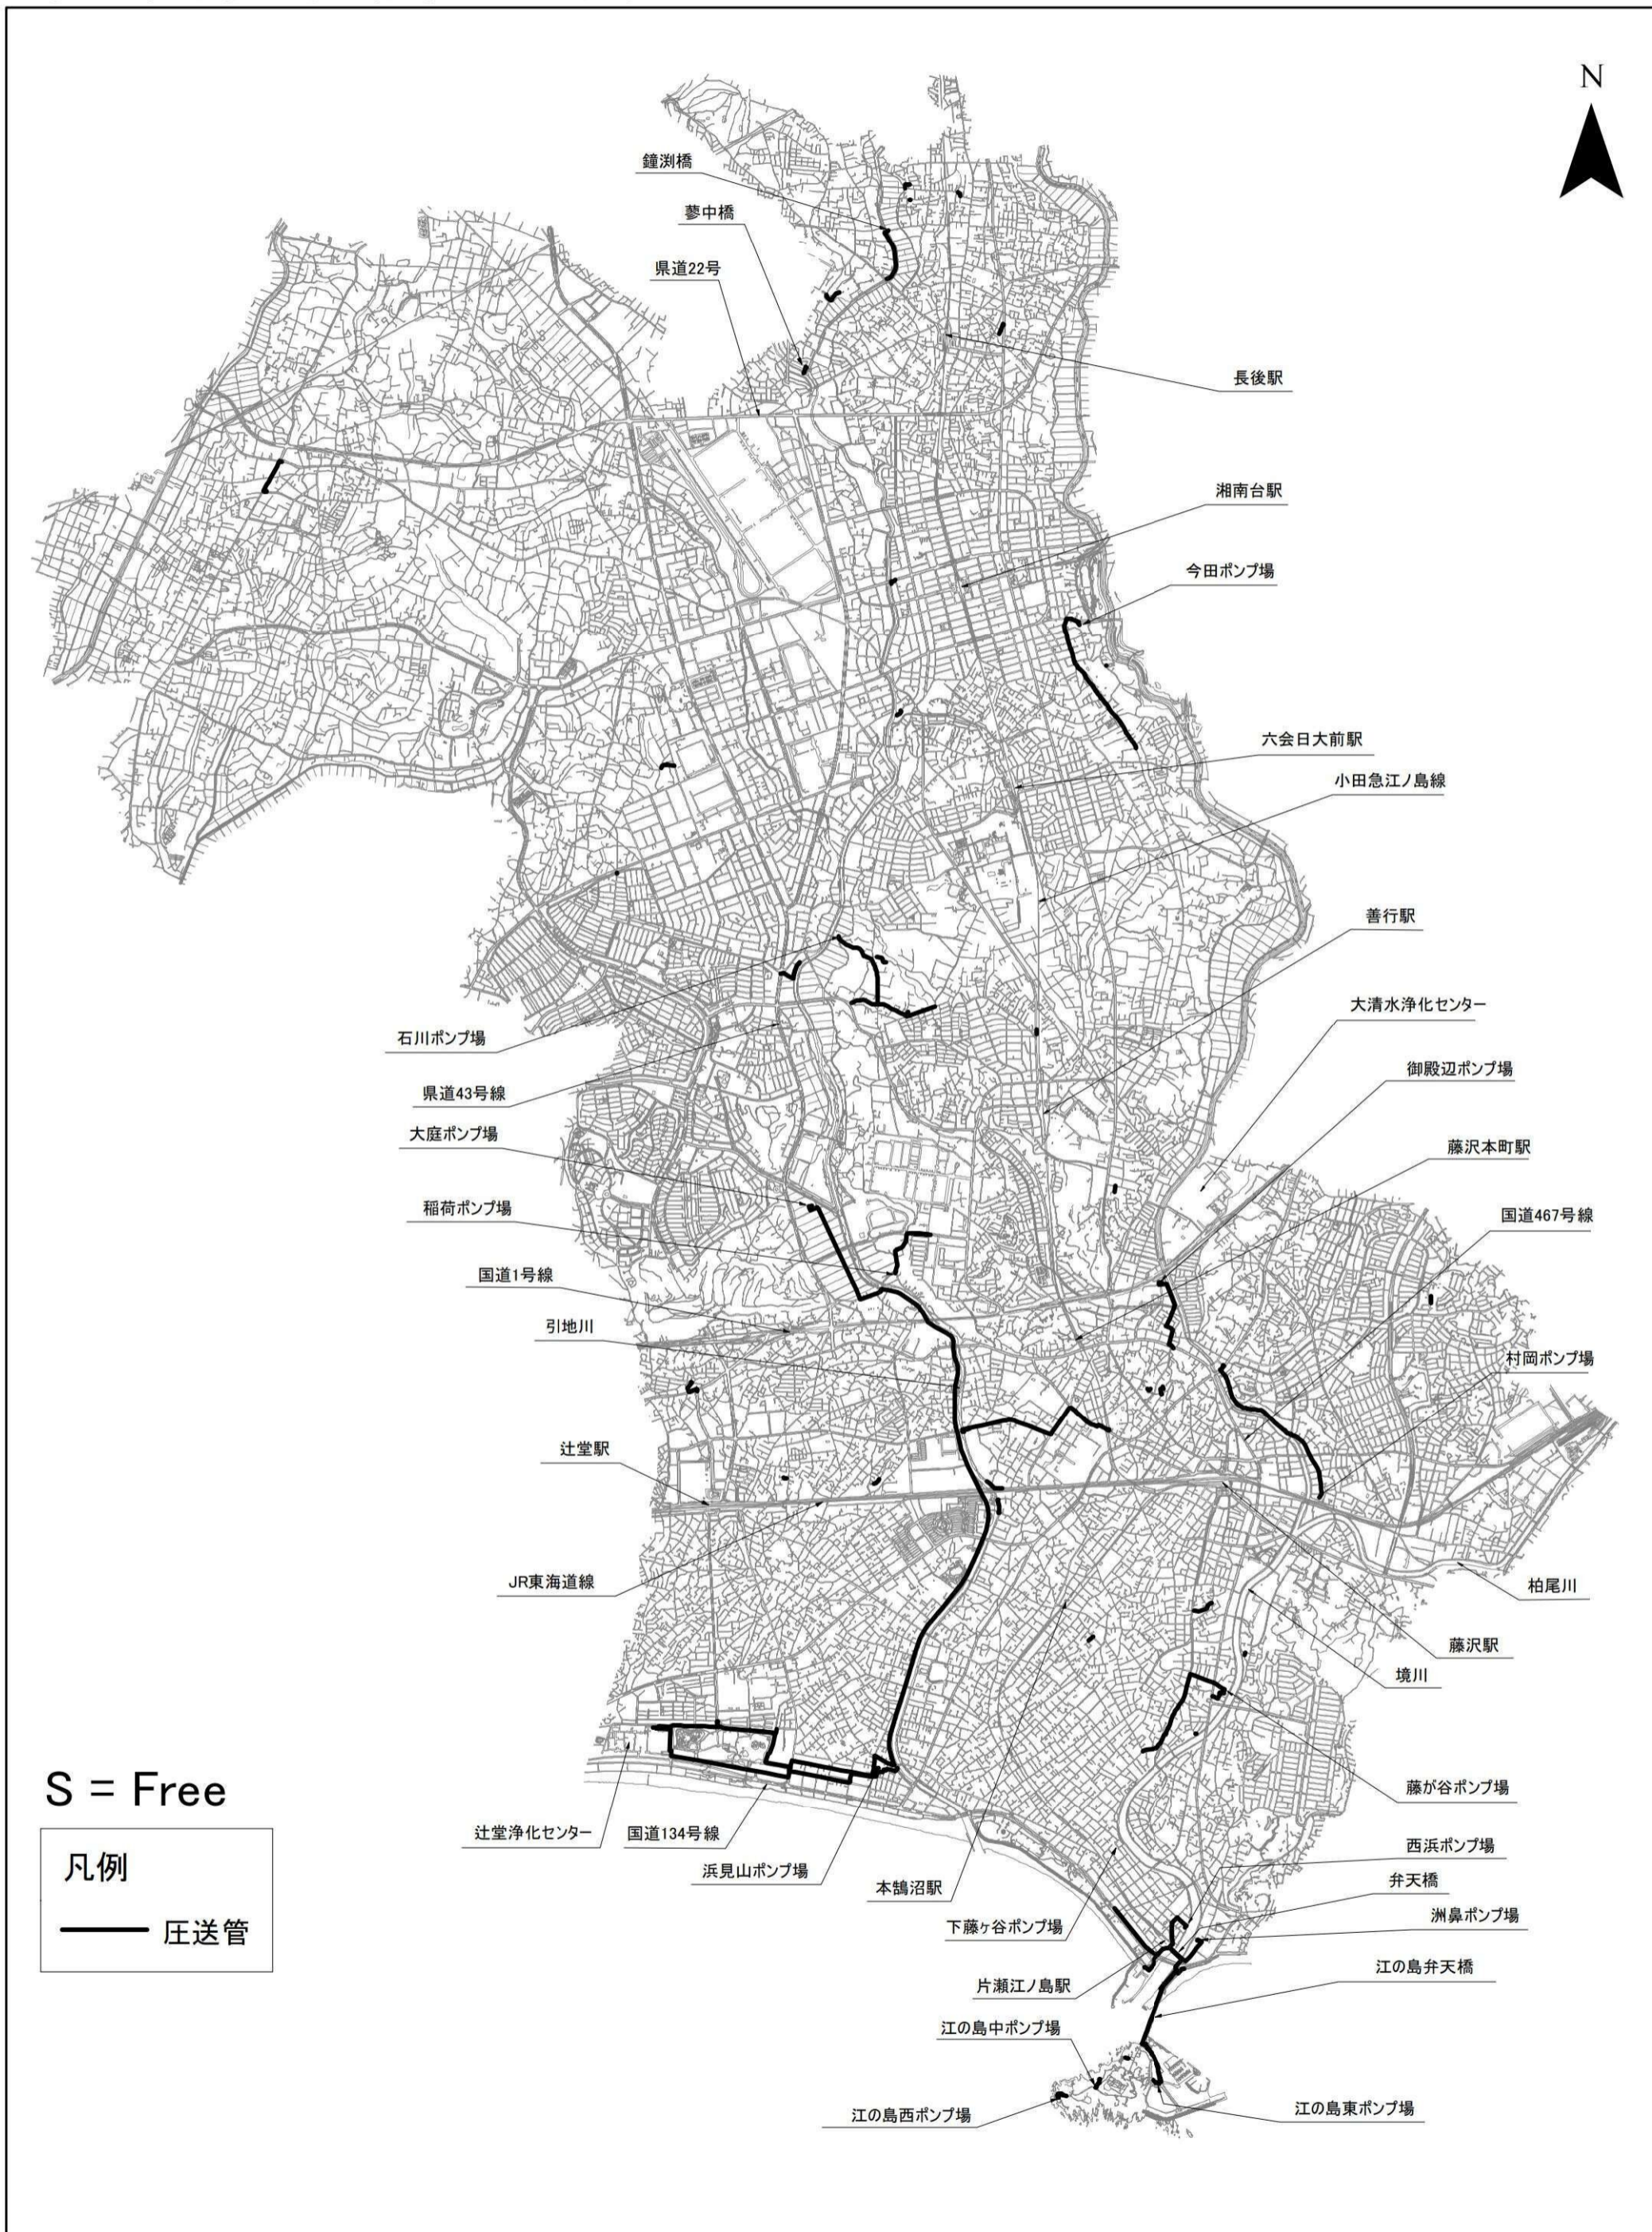 N
鐘渕橋
蓼中橋
県道22号
長後駅
湘南台駅
今田ポンプ場
六会日大前駅
小田急江ノ島線
善行駅
大清水浄化センター
石川ポンプ場
御殿辺ポンプ場
県道43号線
大庭ポンプ場
藤沢本町駅
稲荷ポンプ場
国道467号線
国道1号線
引地川
村岡ポンプ場
辻堂駅
JR東海道線
柏尾川
藤沢駅
境川
S = Free
藤が谷ポンプ場
辻堂浄化センター
国道134号線
西浜ポンプ場
浜見山ポンプ場
弁天橋
本鵠沼駅
洲鼻ポンプ場
下藤ヶ谷ポンプ場
凡例
圧送管
江の島弁天橋
片瀬江ノ島駅
江の島中ポンプ場
江の島西ポンプ場
江の島東ポンプ場